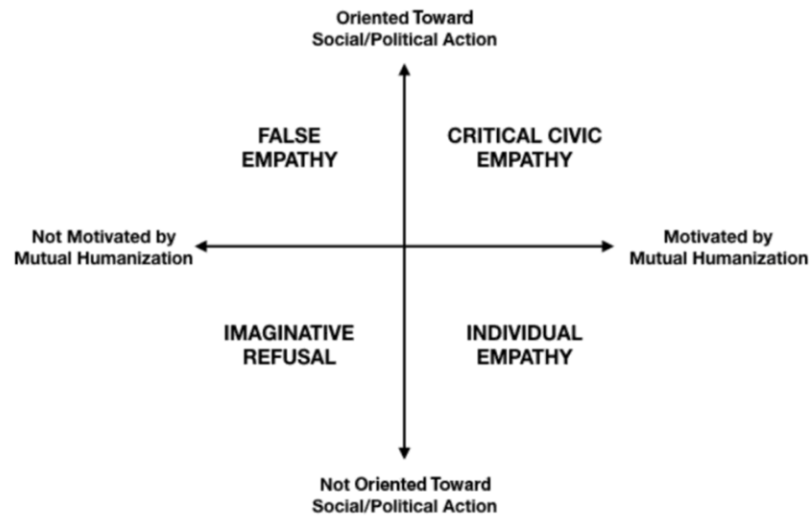 Oriented Toward
Social/Political Action
FALSE
EMPATHY
CRITICAL CIVIC
EMPATHY
Not Motivated by
Mutual Humanization
Motivated by
Mutual Humanization
IMAGINATIVE
REFUSAL
INDIVIDUAL
EMPATHY
Not Oriented Toward
Social/Political Action